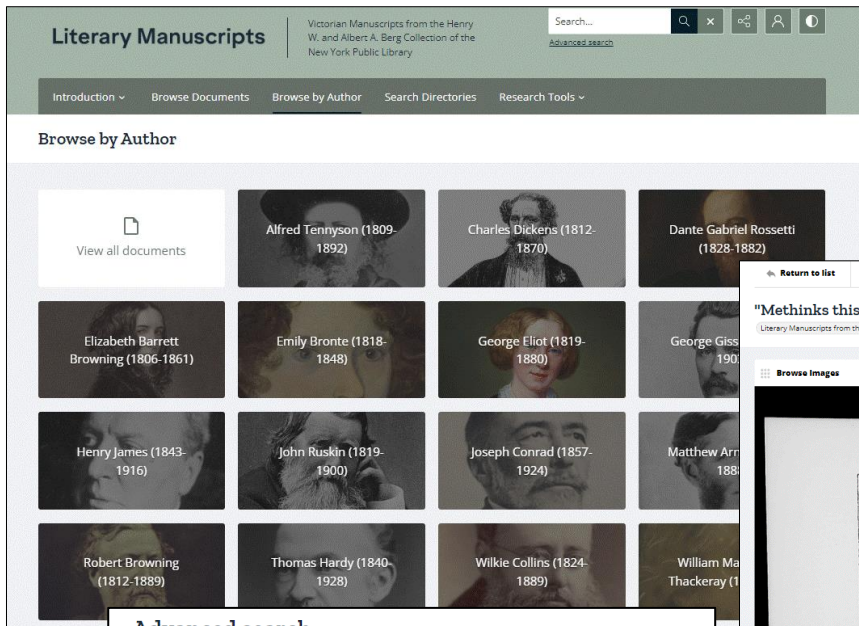 Literary Manuscripts
Victorian Manuscripts from the Henry
W. and Albert A. Berg Collection of the
New York Public Library
Search...
Advanced search
Introduction
Browse Documents
Browse by Author
Search Directories
Research Tools
Browse by Author
View all documents
Alfred Tennyson (1809-
1892)
Charles Dickens (1812-
1870)
Dante Gabriel Rossetti
(1828-1882)
Elizabeth Barrett
Browning (1806-1861)
Emily Bronte (1818-
1848)
George Eliot (1819-
1880)
George Giss
190
Henry James (1843-
1916)
John Ruskin (1819-
1900)
Joseph Conrad (1857-
1924)
Matthew Arn
188
Robert Browning
(1812-1889)
Thomas Hardy (1840-
1928)
Wilkie Collins (1824-
1889)
William Ma
Thackeray (1
Return to list
"Methinks this
Literary Manuscripts from th
Browse Images
Advanced search